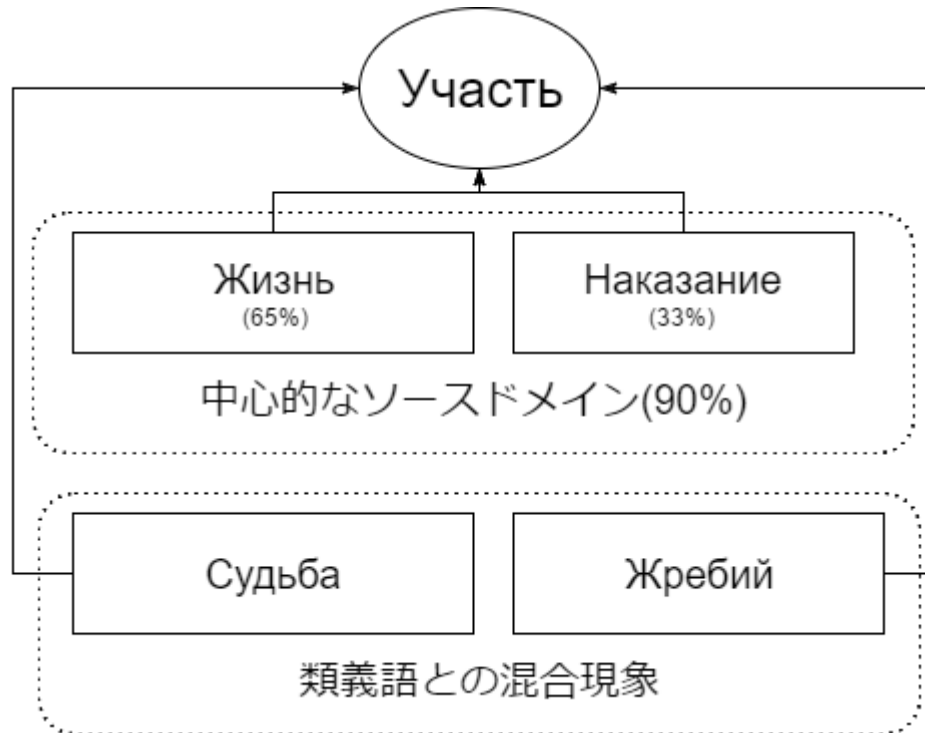 Участь
Жизнь
(65%)
Наказание
(33%)
中心的なソースドメイン(90%)
Судьба
Жребий
類義語との混合現象